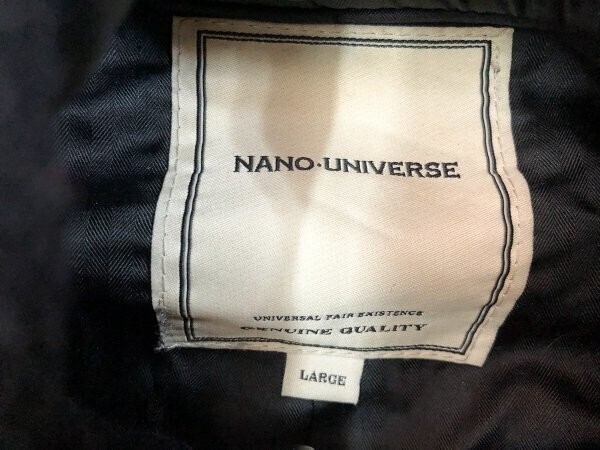 NANO·UNIVERSE
UNIVERSAL FAIR EXISTENCE
GENUINE QUALITY
LARGE